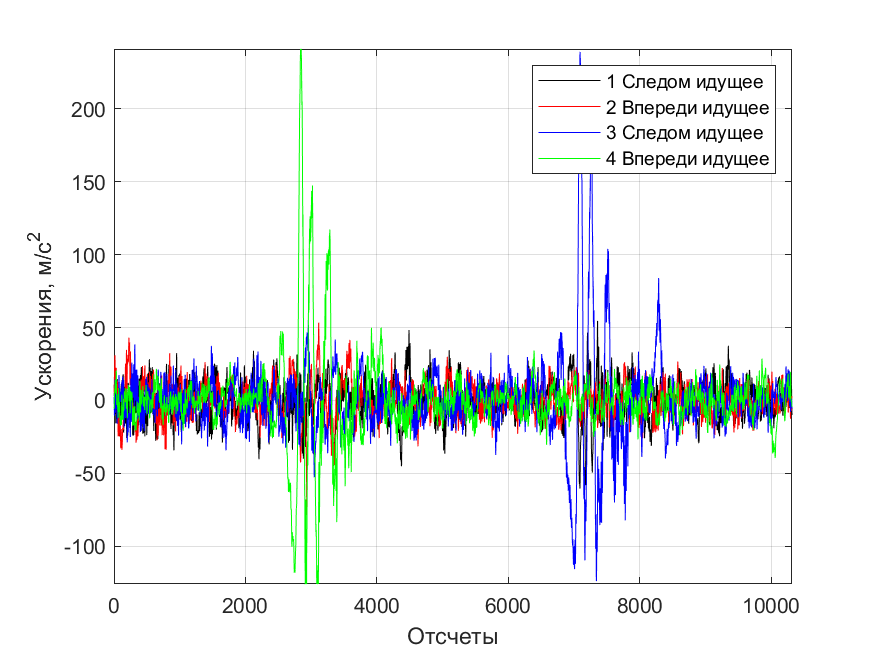 1 Следом идущее
2 Впереди идущее
3 Следом идущее
4 Впереди идущее
200
150
100
50
0
-50
-100
Ускорения, м/с²
0 2000 4000 6000 8000 10000
Отсчеты